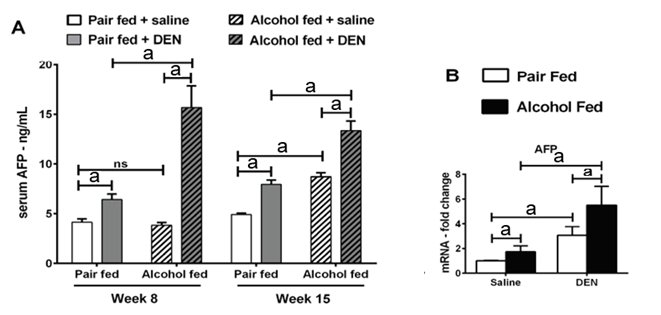 A
Pair fed + saline
Alcohol fed + saline
Pair fed + DEN
Alcohol fed + DEN
serum AFP - ng/mL
20
15
10
5
0
a
a
ns
a
a
a
a
a
Pair fed
Alcohol fed
Pair fed
Alcohol fed
Week 8
Week 15
B
Pair Fed
Alcohol Fed
AFP
mRNA - fold change
8
6
4
2
0
a
a
a
a
Saline
DEN